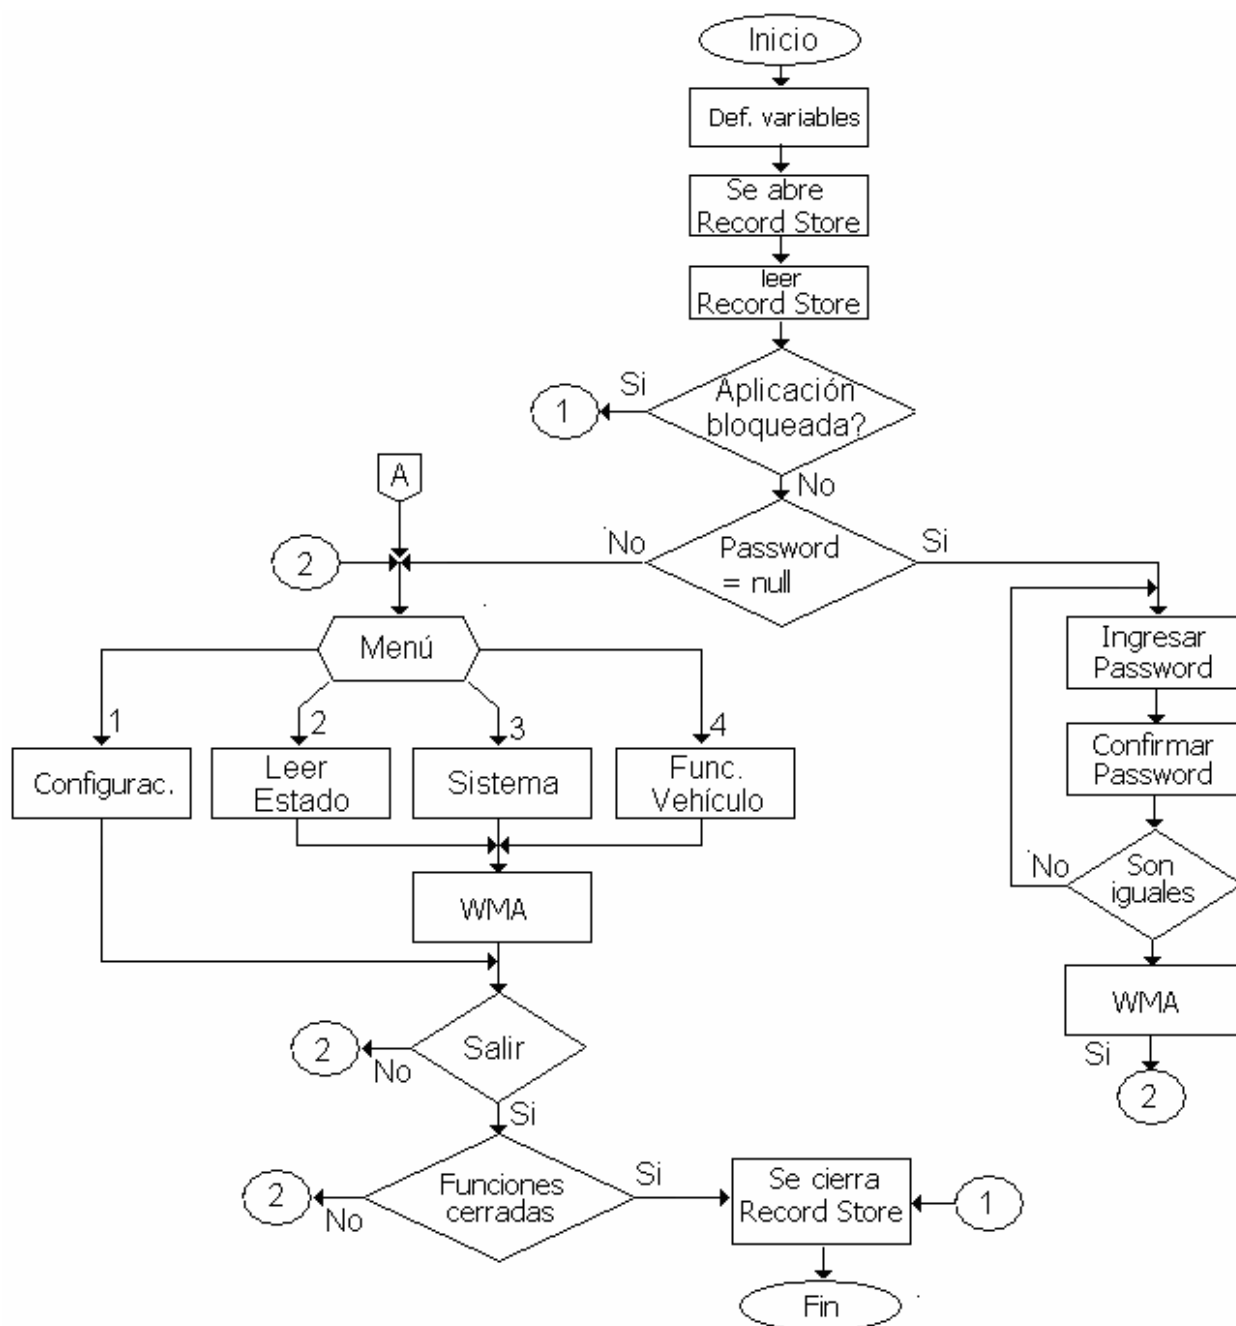 Inicio
Def. variables
Se abre
Record Store
leer
Record Store
Si
Aplicación
bloqueada?
1
No
A
2
No
Password
= null
Si
Menú
Ingresar
Password
1
2
3
4
Configurac.
Leer
Estado
Sistema
Func.
Vehículo
Confirmar
Password
No
Son
iguales
WMA
WMA
Si
2
2
No
Salir
Si
2
No
Funciones
cerradas
Si
Se cierra
Record Store
1
Fin